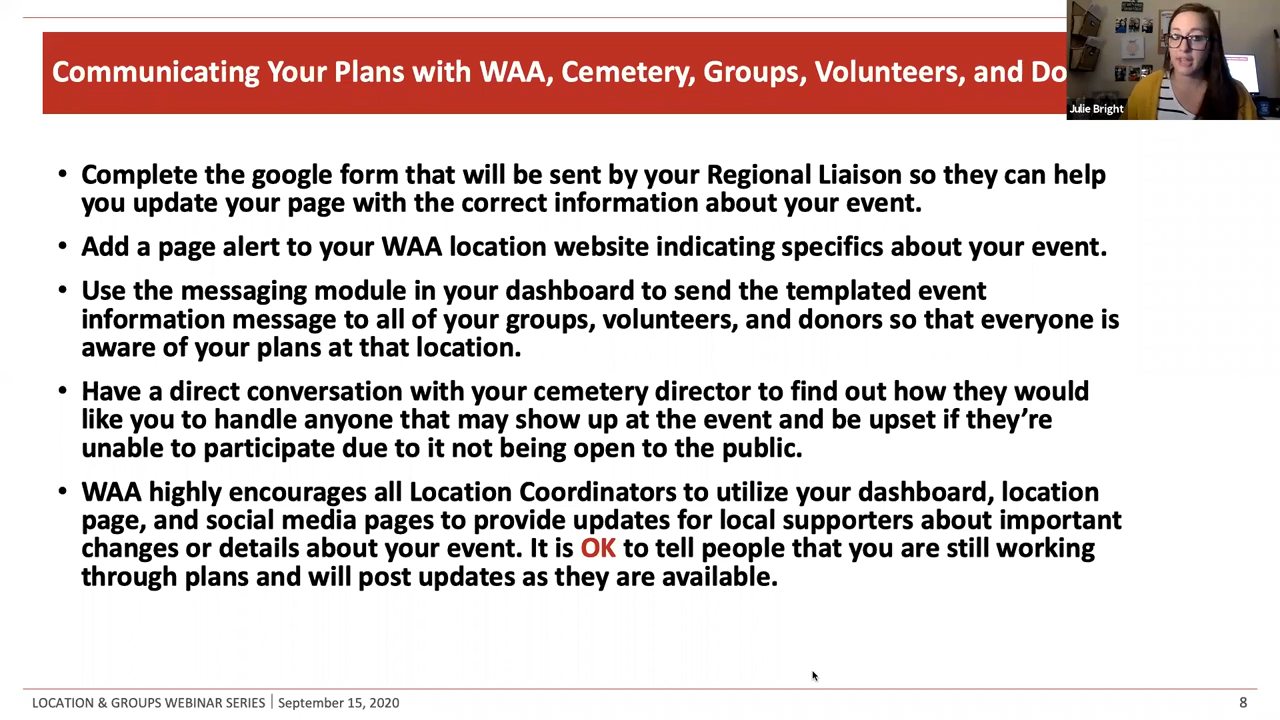 Communicating Your Plans with WAA, Cemetery, Groups, Volunteers, and Do
Julie Bright
• Complete the google form that will be sent by your Regional Liaison so they can help
you update your page with the correct information about your event.
• Add a page alert to your WAA location website indicating specifics about your event.
• Use the messaging module in your dashboard to send the templated event
information message to all of your groups, volunteers, and donors so that everyone is
aware of your plans at that location.
• Have a direct conversation with your cemetery director to find out how they would
like you to handle anyone that may show up at the event and be upset if they’re
unable to participate due to it not being open to the public.
• WAA highly encourages all Location Coordinators to utilize your dashboard, location
page, and social media pages to provide updates for local supporters about important
changes or details about your event. It is OK to tell people that you are still working
through plans and will post updates as they are available.
LOCATION & GROUPS WEBINAR SERIES | September 15, 2020
8